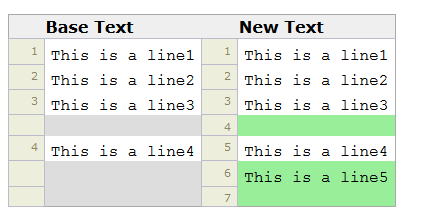 Base Text New Text
1 This is a line1 1 This is a line1
2 This is a line2 2 This is a line2
3 This is a line3 3 This is a line3
4
4 This is a line4 5 This is a line4
6 This is a line5
7